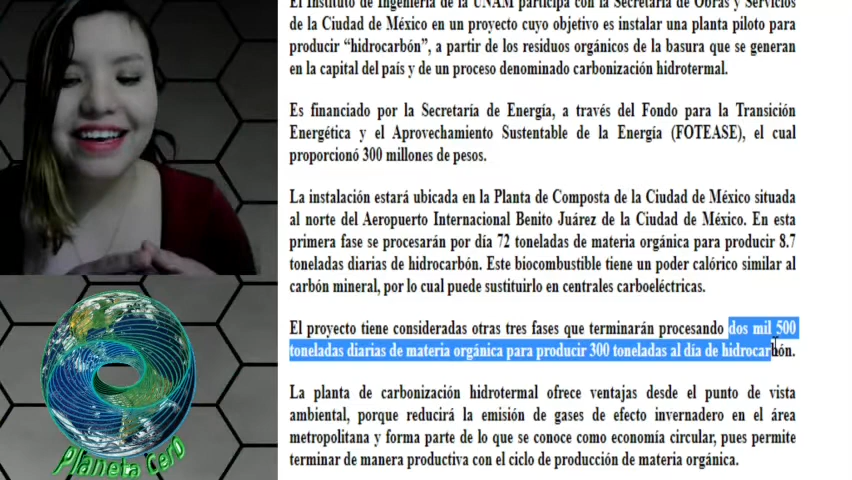 El Instituto de Ingeniería de la UNAM participa con la Secretaría de Obras y Servicios
de la Ciudad de México en un proyecto cuyo objetivo es instalar una planta piloto para
producir “hidrocarbón”, a partir de los residuos orgánicos de la basura que se generan
en la capital del país y de un proceso denominado carbonización hidrotermal.
Es financiado por la Secretaría de Energía, a través del Fondo para la Transición
Energética y el Aprovechamiento Sustentable de la Energía (FOTEASE), el cual
proporcionó 300 millones de pesos.
La instalación estará ubicada en la Planta de Composta de la Ciudad de México situada
al norte del Aeropuerto Internacional Benito Juárez de la Ciudad de México. En esta
primera fase se procesarán por día 72 toneladas de materia orgánica para producir 8.7
toneladas diarias de hidrocarbón. Este biocombustible tiene un poder calórico similar al
carbón mineral, por lo cual puede sustituirlo en centrales carboeléctricas.
El proyecto tiene consideradas otras tres fases que terminarán procesando dos mil 500
toneladas diarias de materia orgánica para producir 300 toneladas al día de hidrocarbón.
La planta de carbonización hidrotermal ofrece ventajas desde el punto de vista
ambiental, porque reducirá la emisión de gases de efecto invernadero en el área
metropolitana y forma parte de lo que se conoce como economía circular, pues permite
terminar de manera productiva con el ciclo de producción de materia orgánica.
Planeta Cero